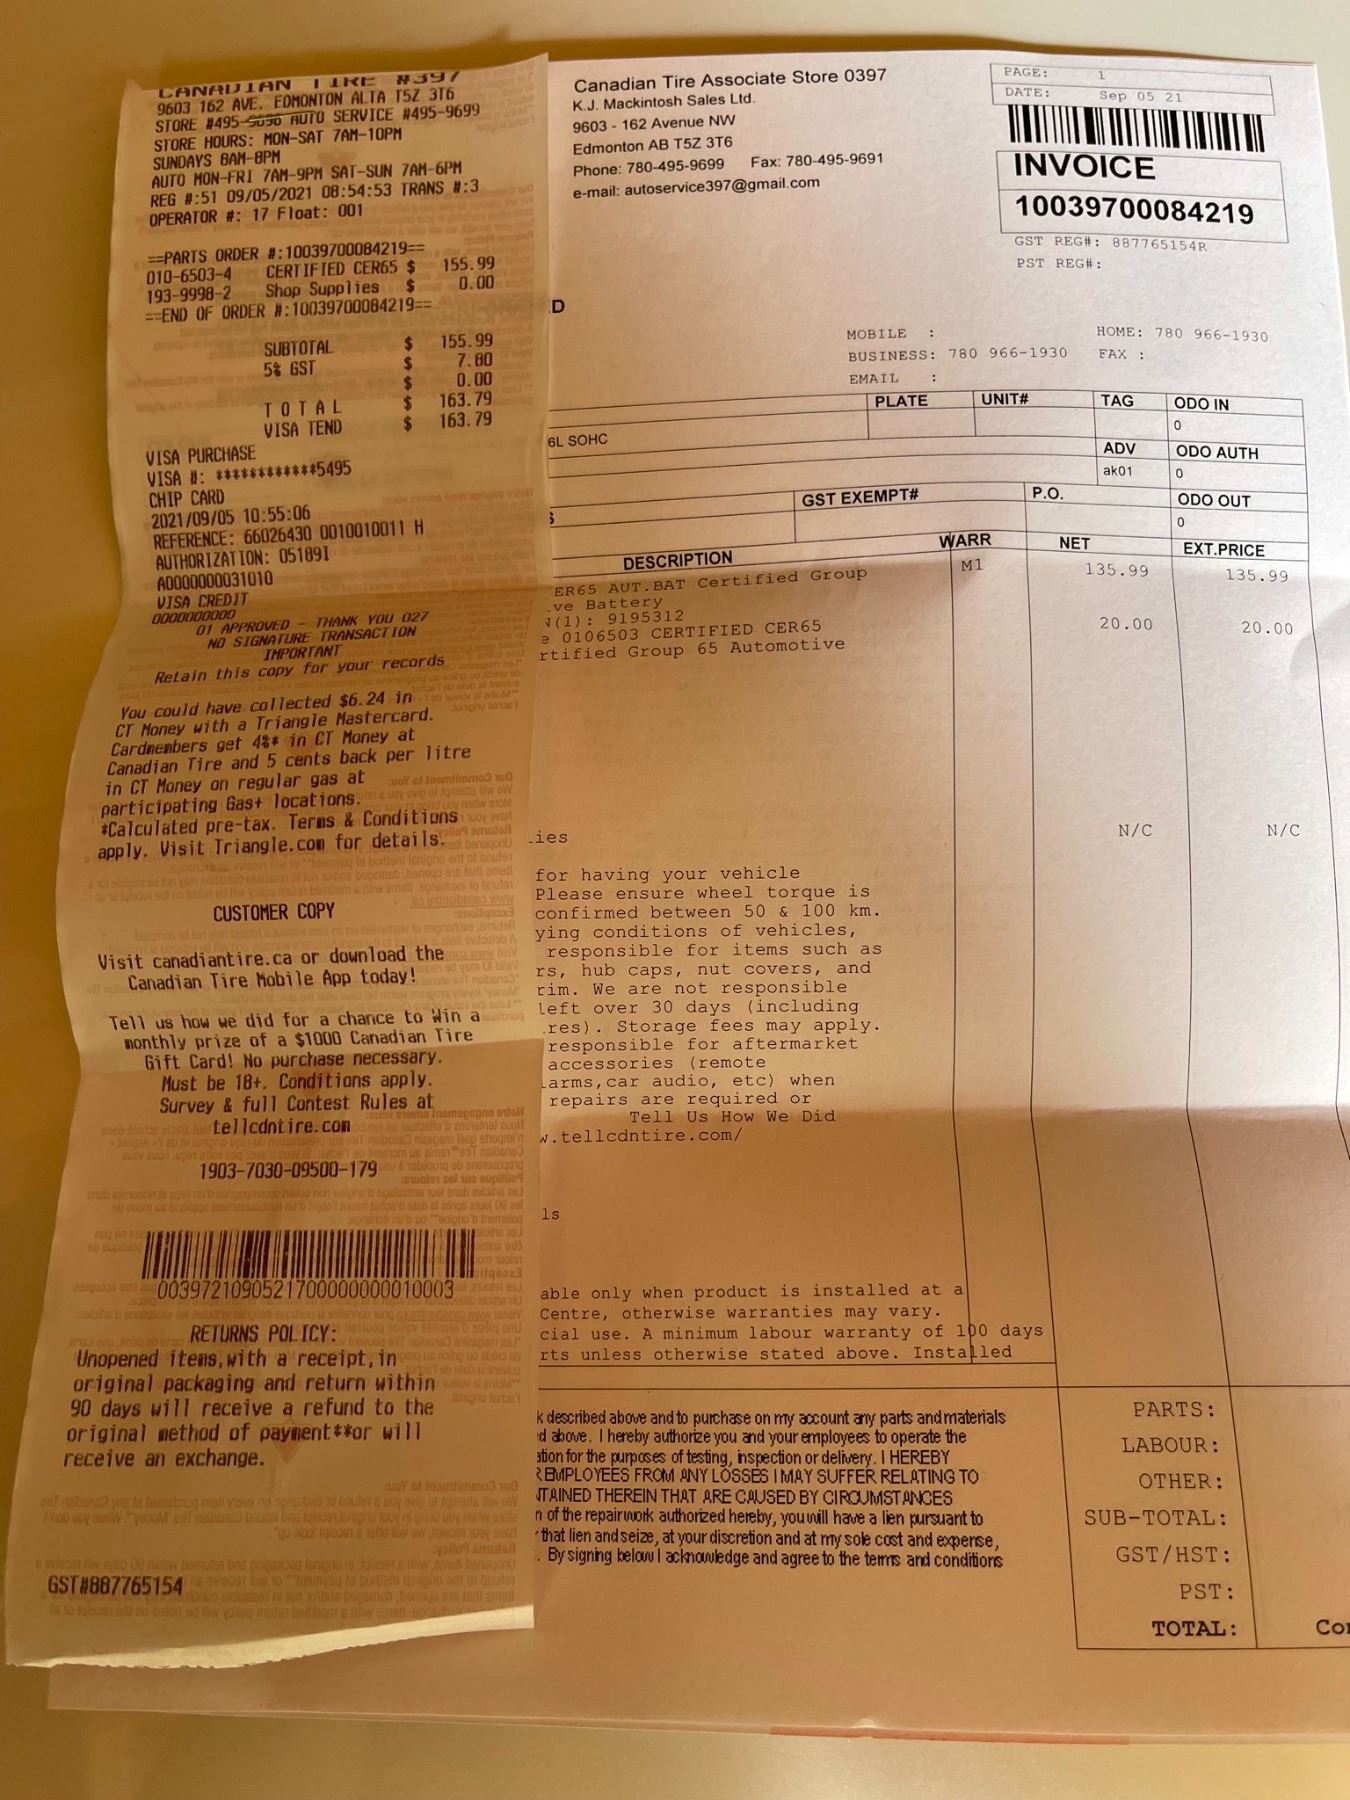 CANADIAN TIRE #397
9603 162 AVE. EDMONTON ALTA T5Z 3T6
STORE #495-9696 AUTO SERVICE #495-9699
STORE HOURS: MON-SAT 7AM-10PM
SUNDAYS 8AM-8PM
AUTO MON-FRI 7AM-9PM SAT-SUN 7AM-6PM
REG #:51 09/05/2021 08:54:53 TRANS #:3
OPERATOR #: 17 Float: 001
==PARTS ORDER #:10039700084219==
010-6503-4 CERTIFIED CER65 $ 155.99
193-9998-2 Shop Supplies $ 0.00
==END OF ORDER #:10039700084219==
SUBTOTAL $ 155.99
5% GST $ 7.80
$ 0.00
T O T A L $ 163.79
VISA TEND $ 163.79
VISA PURCHASE
VISA #: ************5495
CHIP CARD
2021/09/05 10:55:06
REFERENCE: 66026430 0010010011 H
AUTHORIZATION: 05189I
A0000000031010
VISA CREDIT
0000000000
01 APPROVED - THANK YOU 027
NO SIGNATURE TRANSACTION
IMPORTANT
Retain this copy for your records
You could have collected $6.24 in
CT Money with a Triangle Mastercard.
Cardmembers get 4%* in CT Money at
Canadian Tire and 5 cents back per litre
in CT Money on regular gas at
participating Gas+ locations.
*Calculated pre-tax. Terms & Conditions
apply. Visit Triangle.com for details.
CUSTOMER COPY
Visit canadiantire.ca or download the
Canadian Tire Mobile App today!
Tell us how we did for a chance to Win a
monthly prize of a $1000 Canadian Tire
Gift Card! No purchase necessary.
Must be 18+. Conditions apply.
Survey & full Contest Rules at
tellcdntire.com
1903-7030-09500-179
0039721090521700000000010003
RETURNS POLICY:
Unopened items,with a receipt,in
original packaging and return within
90 days will receive a refund to the
original method of payment**or will
receive an exchange.
GST#887765154
Canadian Tire Associate Store 0397
K.J. Mackintosh Sales Ltd.
9603 - 162 Avenue NW
Edmonton AB T5Z 3T6
Phone: 780-495-9699 Fax: 780-495-9691
e-mail: autoservice397@gmail.com
PAGE: 1
DATE: Sep 05 21
INVOICE
10039700084219
GST REG#: 887765154R
PST REG#:
D
MOBILE : HOME: 780 966-1930
BUSINESS: 780 966-1930 FAX :
EMAIL :
PLATE UNIT# TAG ODO IN
0
6L SOHC
ADV ODO AUTH
ak01 0
S GST EXEMPT# P.O. ODO OUT
0
DESCRIPTION WARR NET EXT.PRICE
ER65 AUT.BAT Certified Group M1 135.99 135.99
ve Battery
(1): 9195312
e 0106503 CERTIFIED CER65 20.00 20.00
rtified Group 65 Automotive
ies N/C N/C
for having your vehicle
Please ensure wheel torque is
confirmed between 50 & 100 km.
ying conditions of vehicles,
responsible for items such as
rs, hub caps, nut covers, and
rim. We are not responsible
left over 30 days (including
res). Storage fees may apply.
responsible for aftermarket
accessories (remote
arms,car audio, etc) when
repairs are required or
Tell Us How We Did
w.tellcdntire.com/
ls
able only when product is installed at a
Centre, otherwise warranties may vary.
cial use. A minimum labour warranty of 100 days
rts unless otherwise stated above. Installed
k described above and to purchase on my account any parts and materials
d above. I hereby authorize you and your employees to operate the
ation for the purposes of testing, inspection or delivery. I HEREBY
R EMPLOYEES FROM ANY LOSSES I MAY SUFFER RELATING TO
NTAINED THEREIN THAT ARE CAUSED BY CIRCUMSTANCES
n of the repair work authorized hereby, you will have a lien pursuant to
that lien and seize, at your discretion and at my sole cost and expense,
. By signing below I acknowledge and agree to the terms and conditions
PARTS:
LABOUR:
OTHER:
SUB-TOTAL:
GST/HST:
PST:
TOTAL: Con